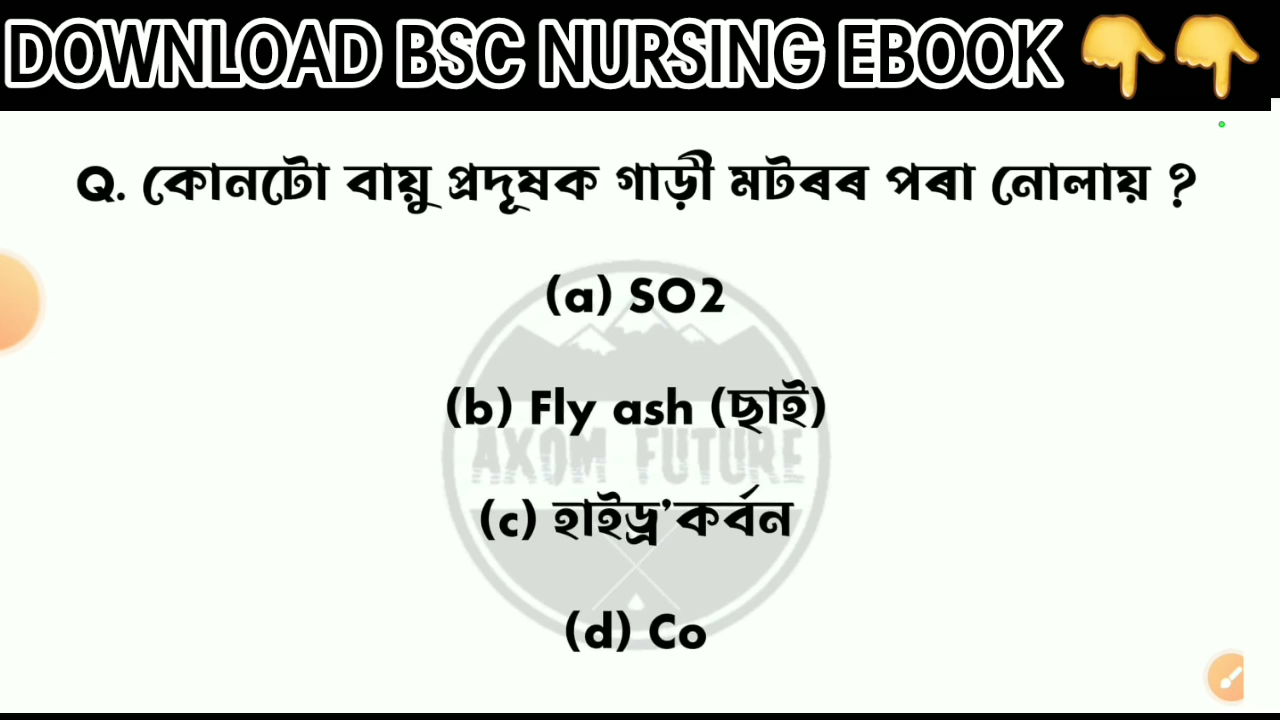 DOWNLOAD BSC NURSING EBOOK 👇👇
Q. কোনটো বায়ু প্ৰদূষক গাড়ী মটৰৰ পৰা নোলায় ?
(a) SO2
(b) Fly ash (ছাই)
AXOM FUTURE
(c) হাইড্ৰ'কৰ্বন
(d) Co